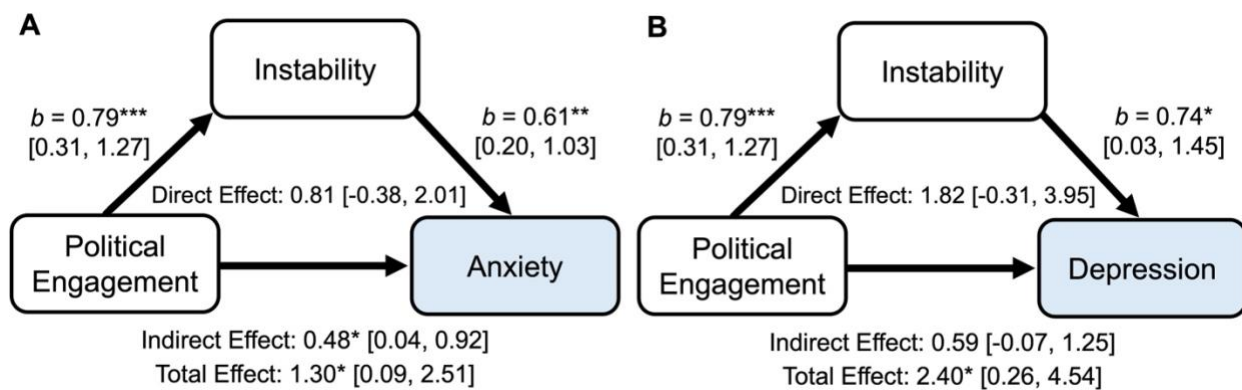 A
Instability
b = 0.79***
[0.31, 1.27]
b = 0.61**
[0.20, 1.03]
Direct Effect: 0.81 [-0.38, 2.01]
Political
Engagement
Anxiety
Indirect Effect: 0.48* [0.04, 0.92]
Total Effect: 1.30* [0.09, 2.51]
B
Instability
b = 0.79***
[0.31, 1.27]
b = 0.74*
[0.03, 1.45]
Direct Effect: 1.82 [-0.31, 3.95]
Political
Engagement
Depression
Indirect Effect: 0.59 [-0.07, 1.25]
Total Effect: 2.40* [0.26, 4.54]